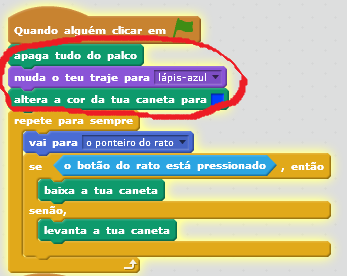 Quando alguém clicar em
apaga tudo do palco
muda o teu traje para lápis-azul
altera a cor da tua caneta para
repete para sempre
vai para o ponteiro do rato
se o botão do rato está pressionado , então
baixa a tua caneta
senão,
levanta a tua caneta